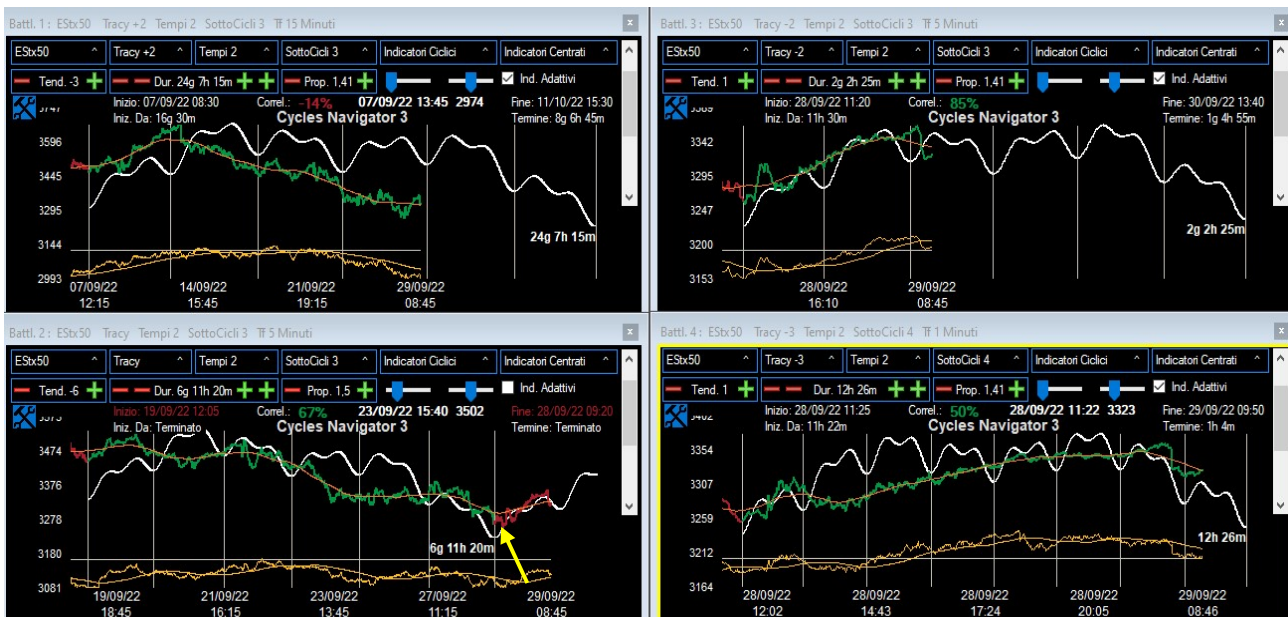 Battl. 1 : EStx50 Tracy +2 Tempi 2 SottoCicli 3 Tf 15 Minuti
EStx50 ^ Tracy +2 ^ Tempi 2 ^ SottoCicli 3 ^ Indicatori Ciclici ^ Indicatori Centrati ^
Tend. -3 Dur. 24g 7h 15m Prop. 1,41 Ind. Adattivi
Inizio: 07/09/22 08:30 Correl.: -14% 07/09/22 13:45 2974 Fine: 11/10/22 15:30
Iniz. Da: 16g 30m Cycles Navigator 3 Termine: 8g 6h 45m
3747
3596
3445
3295
3144
2993
24g 7h 15m
07/09/22 14/09/22 21/09/22 29/09/22
12:15 15:45 19:15 08:45
Battl. 3 : EStx50 Tracy -2 Tempi 2 SottoCicli 3 Tf 5 Minuti
EStx50 ^ Tracy -2 ^ Tempi 2 ^ SottoCicli 3 ^ Indicatori Ciclici ^ Indicatori Centrati ^
Tend. 1 Dur. 2g 2h 25m Prop. 1,41 Ind. Adattivi
Inizio: 28/09/22 11:20 Correl.: 85% Fine: 30/09/22 13:40
Iniz. Da: 11h 30m Cycles Navigator 3 Termine: 1g 4h 55m
3389
3342
3295
3247
3200
3153
2g 2h 25m
28/09/22 29/09/22
16:10 08:45
Battl. 2 : EStx50 Tracy Tempi 2 SottoCicli 3 Tf 5 Minuti
EStx50 ^ Tracy ^ Tempi 2 ^ SottoCicli 3 ^ Indicatori Ciclici ^ Indicatori Centrati ^
Tend. -6 Dur. 6g 11h 20m Prop. 1,5 Ind. Adattivi
Inizio: 19/09/22 12:05 Correl.: 67% 23/09/22 15:40 3502 Fine: 28/09/22 09:20
Iniz. Da: Terminato Cycles Navigator 3 Termine: Terminato
3573
3474
3376
3278
3180
3081
6g 11h 20m
19/09/22 21/09/22 23/09/22 27/09/22 29/09/22
18:45 16:15 13:45 11:15 08:45
Battl. 4 : EStx50 Tracy -3 Tempi 2 SottoCicli 4 Tf 1 Minuti
EStx50 ^ Tracy -3 ^ Tempi 2 ^ SottoCicli 4 ^ Indicatori Ciclici ^ Indicatori Centrati ^
Tend. 1 Dur. 12h 26m Prop. 1,41 Ind. Adattivi
Inizio: 28/09/22 11:25 Correl.: 50% 28/09/22 11:22 3323 Fine: 29/09/22 09:50
Iniz. Da: 11h 22m Cycles Navigator 3 Termine: 1h 4m
3402
3354
3307
3259
3212
3164
12h 26m
28/09/22 28/09/22 28/09/22 28/09/22 29/09/22
12:02 14:43 17:24 20:05 08:46